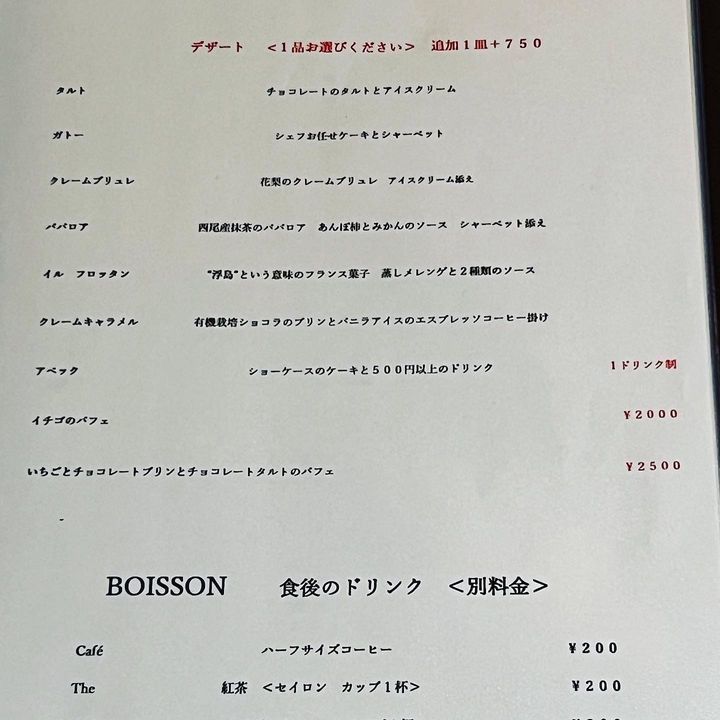 デザート　＜１品お選びください＞　追加１皿＋７５０
タルト　チョコレートのタルトとアイスクリーム
ガトー　シェフお任せケーキとシャーベット
クレームブリュレ　花梨のクレームブリュレ　アイスクリーム添え
ババロア　西尾産抹茶のババロア　あんぽ柿とみかんのソース　シャーベット添え
イル　フロッタン　“浮島”という意味のフランス菓子　蒸しメレンゲと２種類のソース
クレームキャラメル　有機栽培ショコラのプリンとバニラアイスのエスプレッソコーヒー掛け
アベック　ショーケースのケーキと５００円以上のドリンク　１ドリンク制
イチゴのパフェ　￥２０００
いちごとチョコレートプリンとチョコレートタルトのパフェ　￥２５００
-
BOISSON　食後のドリンク　＜別料金＞
Café　ハーフサイズコーヒー　￥２００
The　紅茶　＜セイロン　カップ１杯＞　￥２００